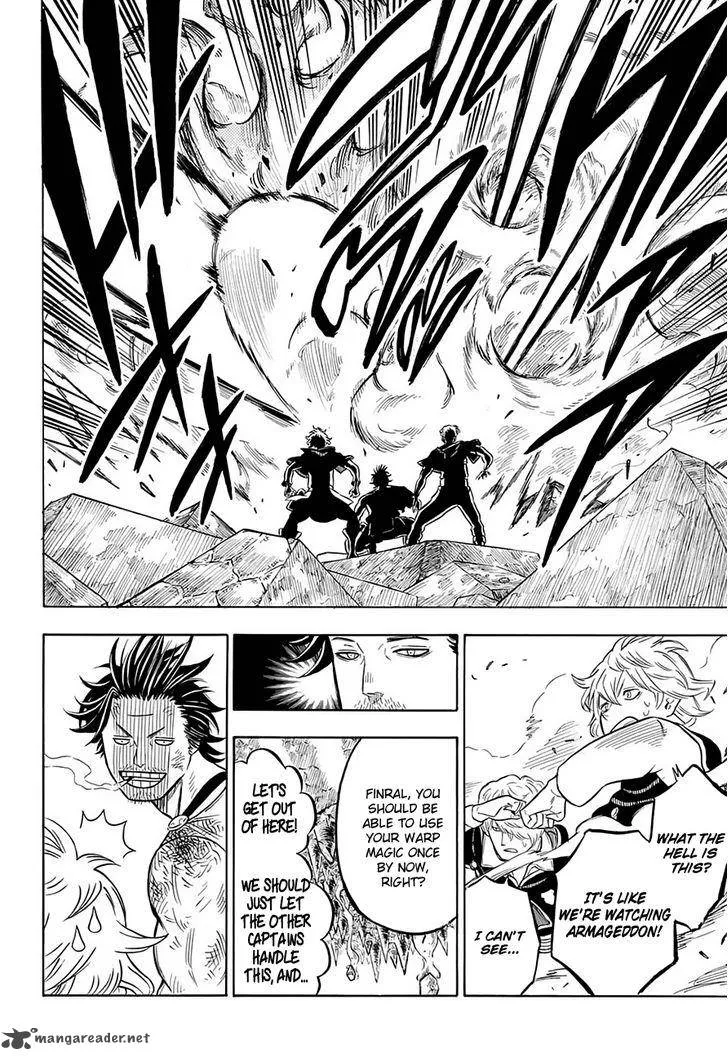 WHAT
THE HELL IS
THIS?
IT'S LIKE
WE'RE WATCHING
ARMAGEDDON!
I CAN'T
SEE...
FINRAL, YOU
SHOULD BE
ABLE TO USE
YOUR WARP
MAGIC ONCE
BY NOW,
RIGHT?
LET'S
GET OUT
OF HERE!
WE SHOULD
JUST LET
THE OTHER
CAPTAINS
HANDLE
THIS, AND...
mangareader.net